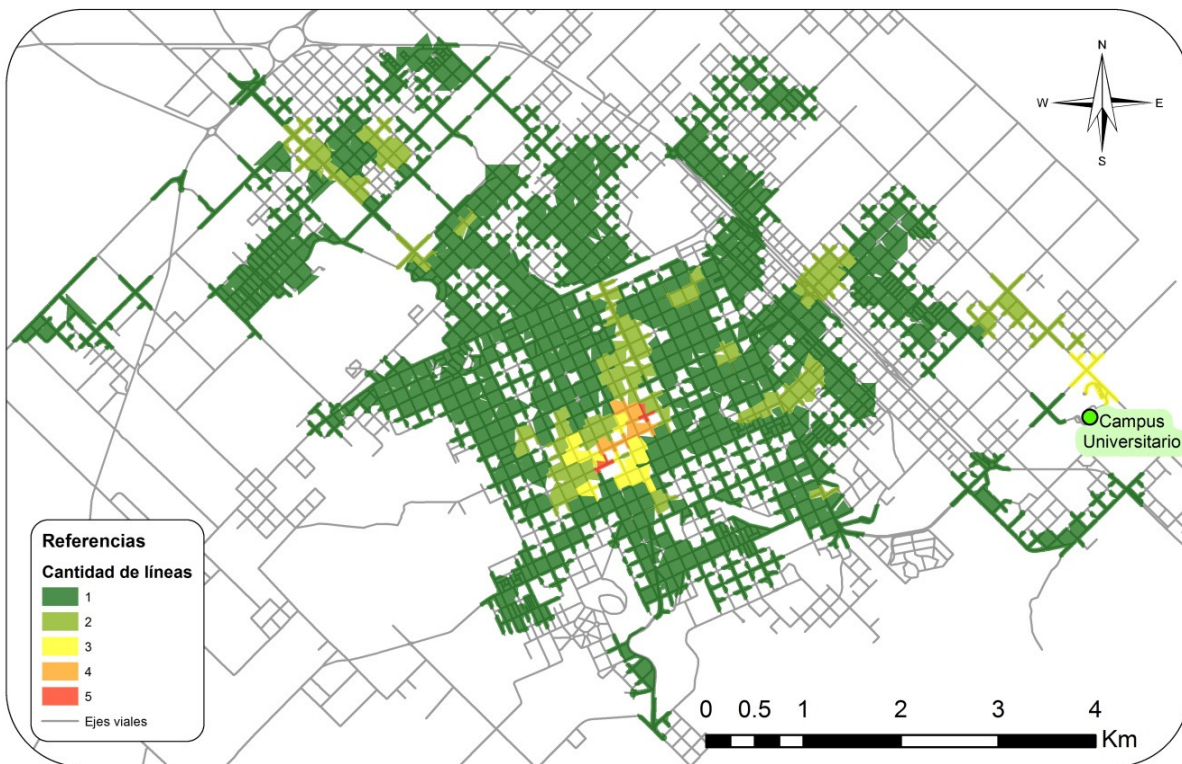 N
W E
S
Campus
Universitario
Referencias
Cantidad de líneas
1
2
3
4
5
Ejes viales
0 0.5 1 2 3 4
Km